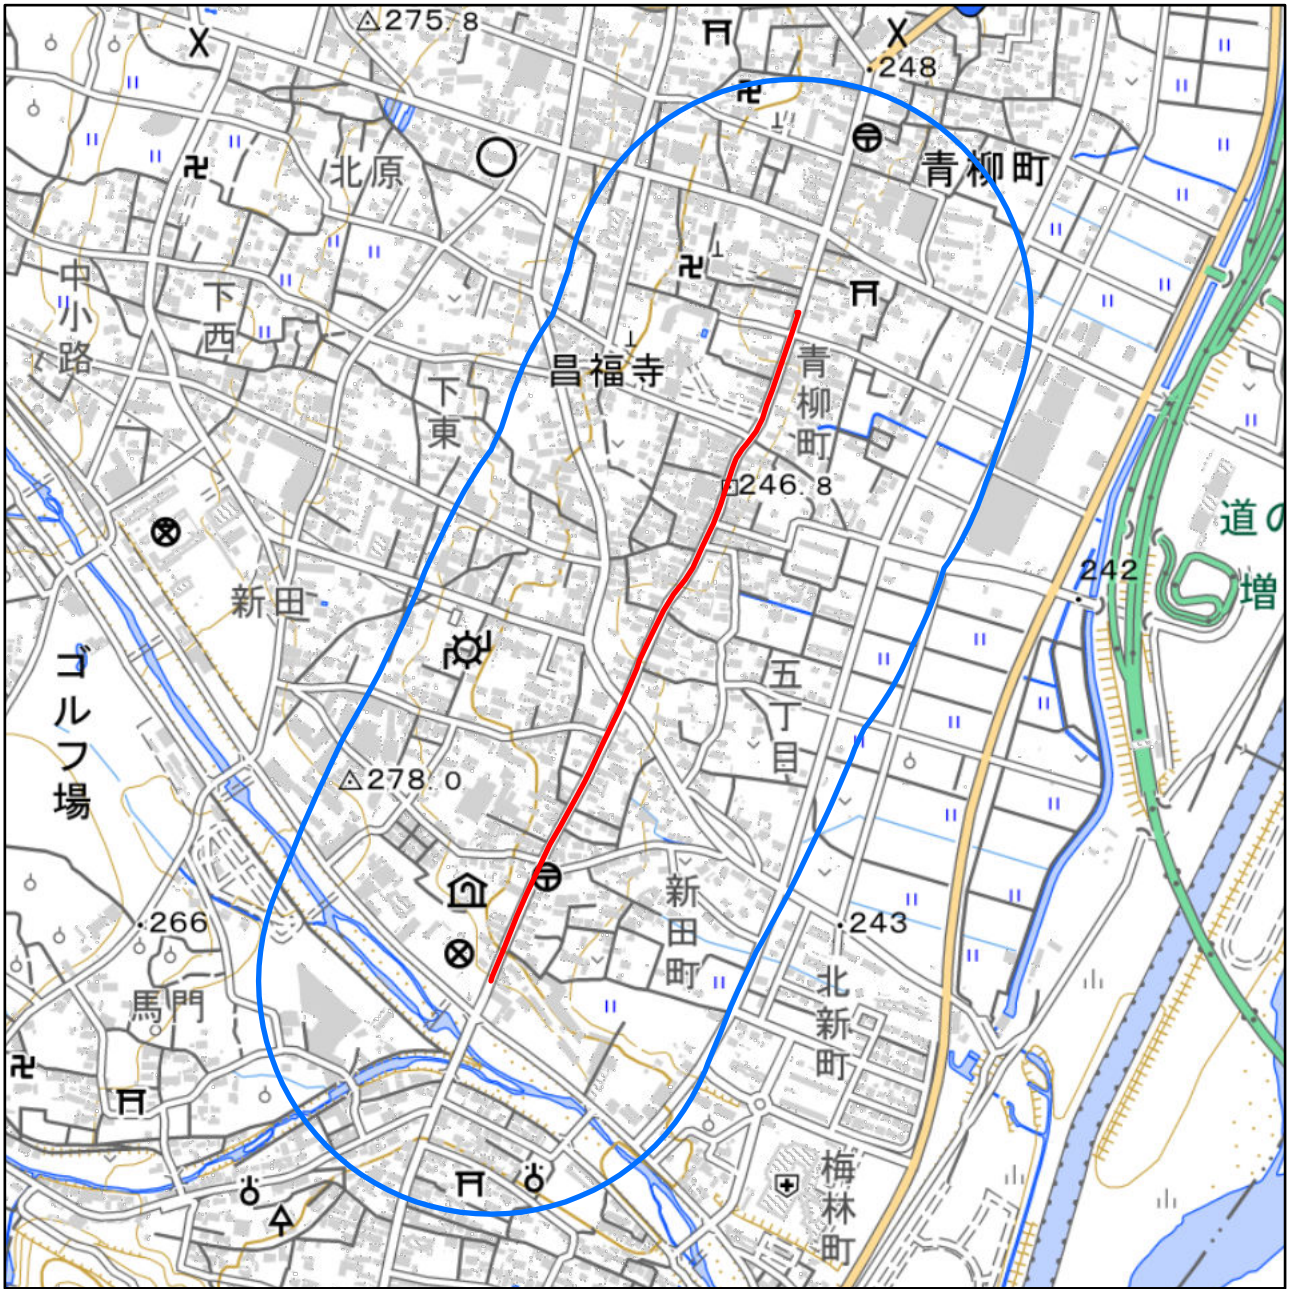 275.8
248
青柳町
北原
中小路
下西
下東
昌福寺
青柳町
246.8
道の
増
242
新田
ゴルフ場
五丁目
278.0
新田町
266
243
馬門
北新町
梅林町